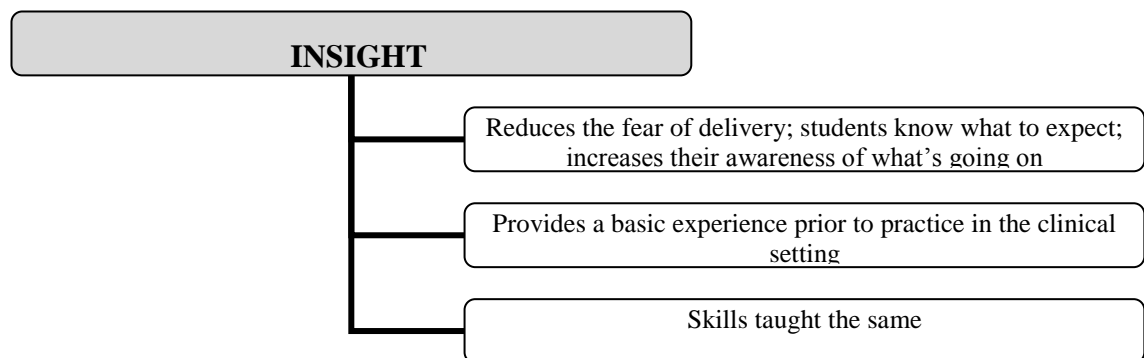 INSIGHT
Reduces the fear of delivery; students know what to expect;
increases their awareness of what’s going on
Provides a basic experience prior to practice in the clinical
setting
Skills taught the same